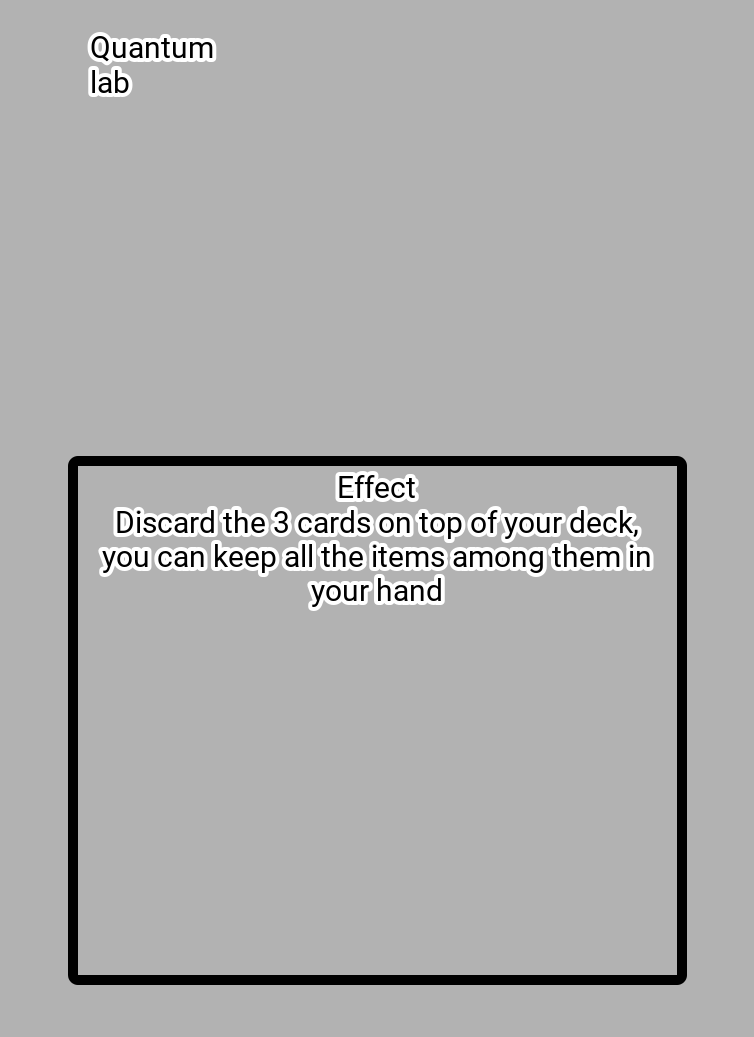 Quantum
lab
Effect
Discard the 3 cards on top of your deck,
you can keep all the items among them in
your hand